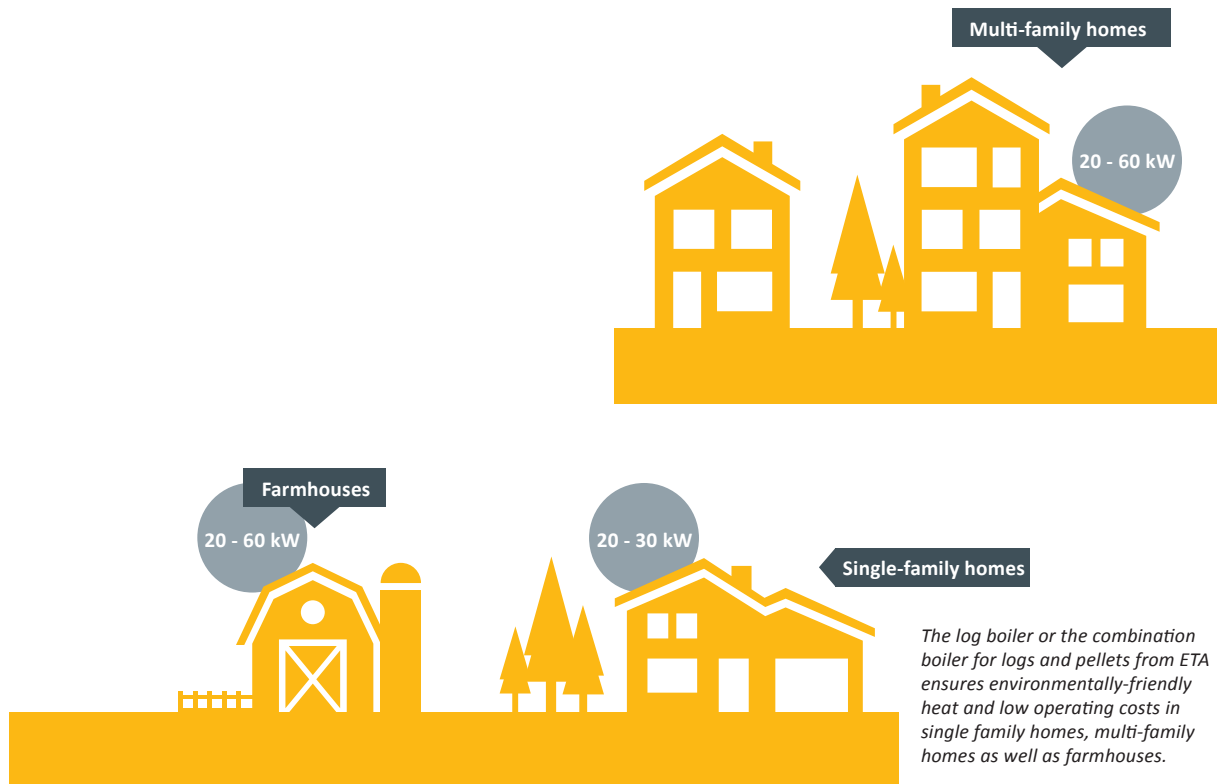 Multi-family homes
20 - 60 kW
Farmhouses
20 - 60 kW
20 - 30 kW
Single-family homes
The log boiler or the combination
boiler for logs and pellets from ETA
ensures environmentally-friendly
heat and low operating costs in
single family homes, multi-family
homes as well as farmhouses.